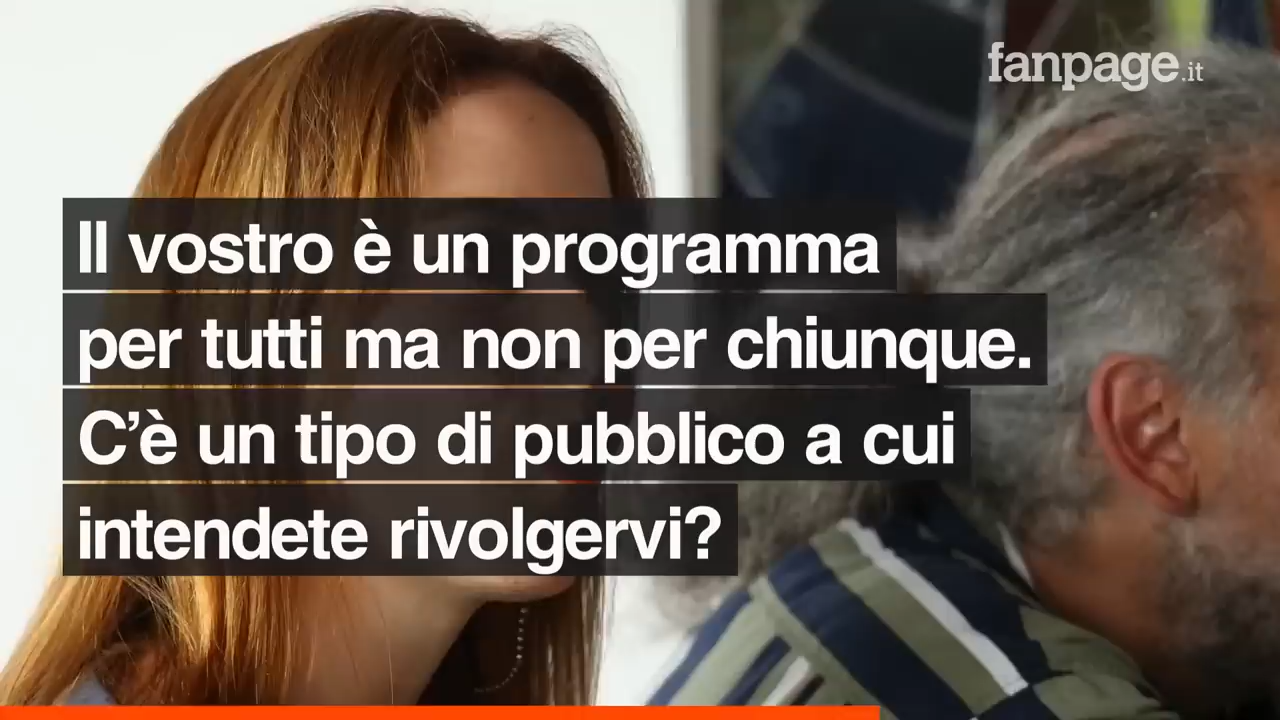 fanpage.it
Il vostro è un programma
per tutti ma non per chiunque.
C’è un tipo di pubblico a cui
intendete rivolgervi?